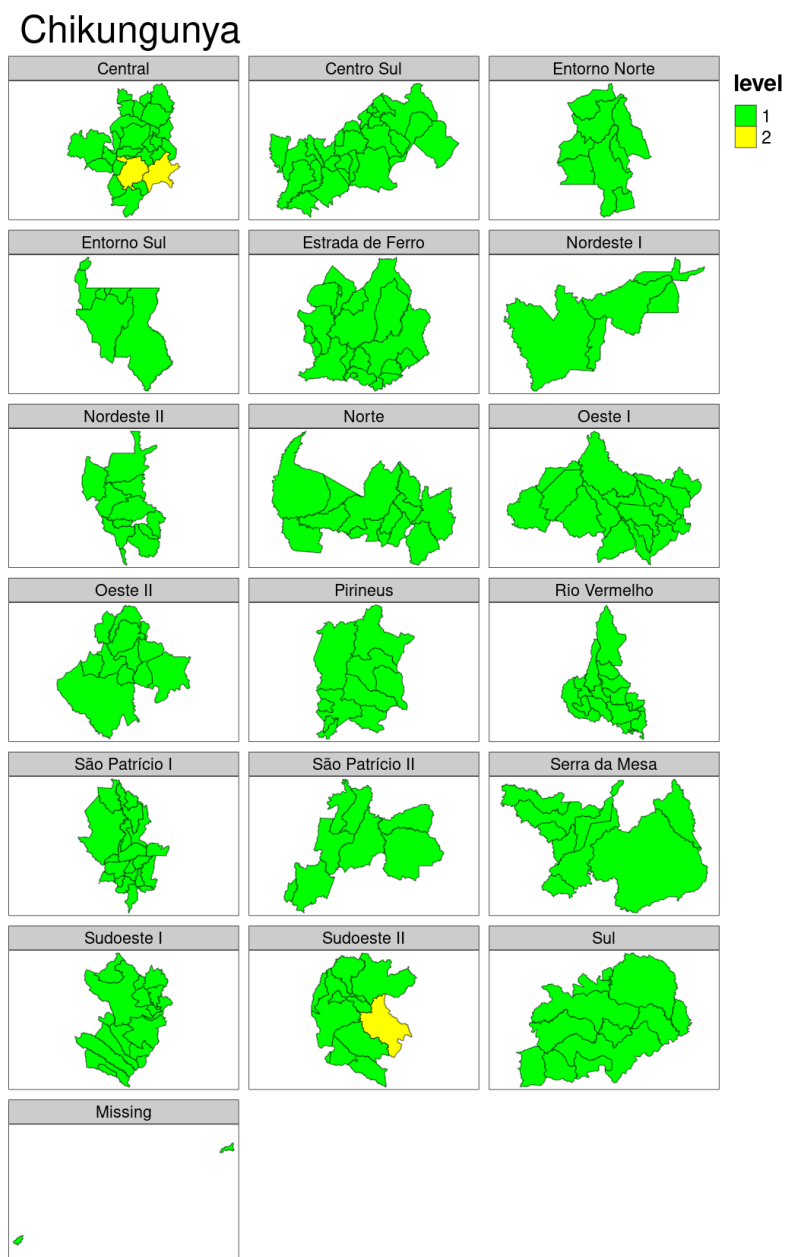 Chikungunya
Central
Centro Sul
Entorno Norte
level
1
2
Entorno Sul
Estrada de Ferro
Nordeste I
Nordeste II
Norte
Oeste I
Oeste II
Pirineus
Rio Vermelho
São Patrício I
São Patrício II
Serra da Mesa
Sudoeste I
Sudoeste II
Sul
Missing